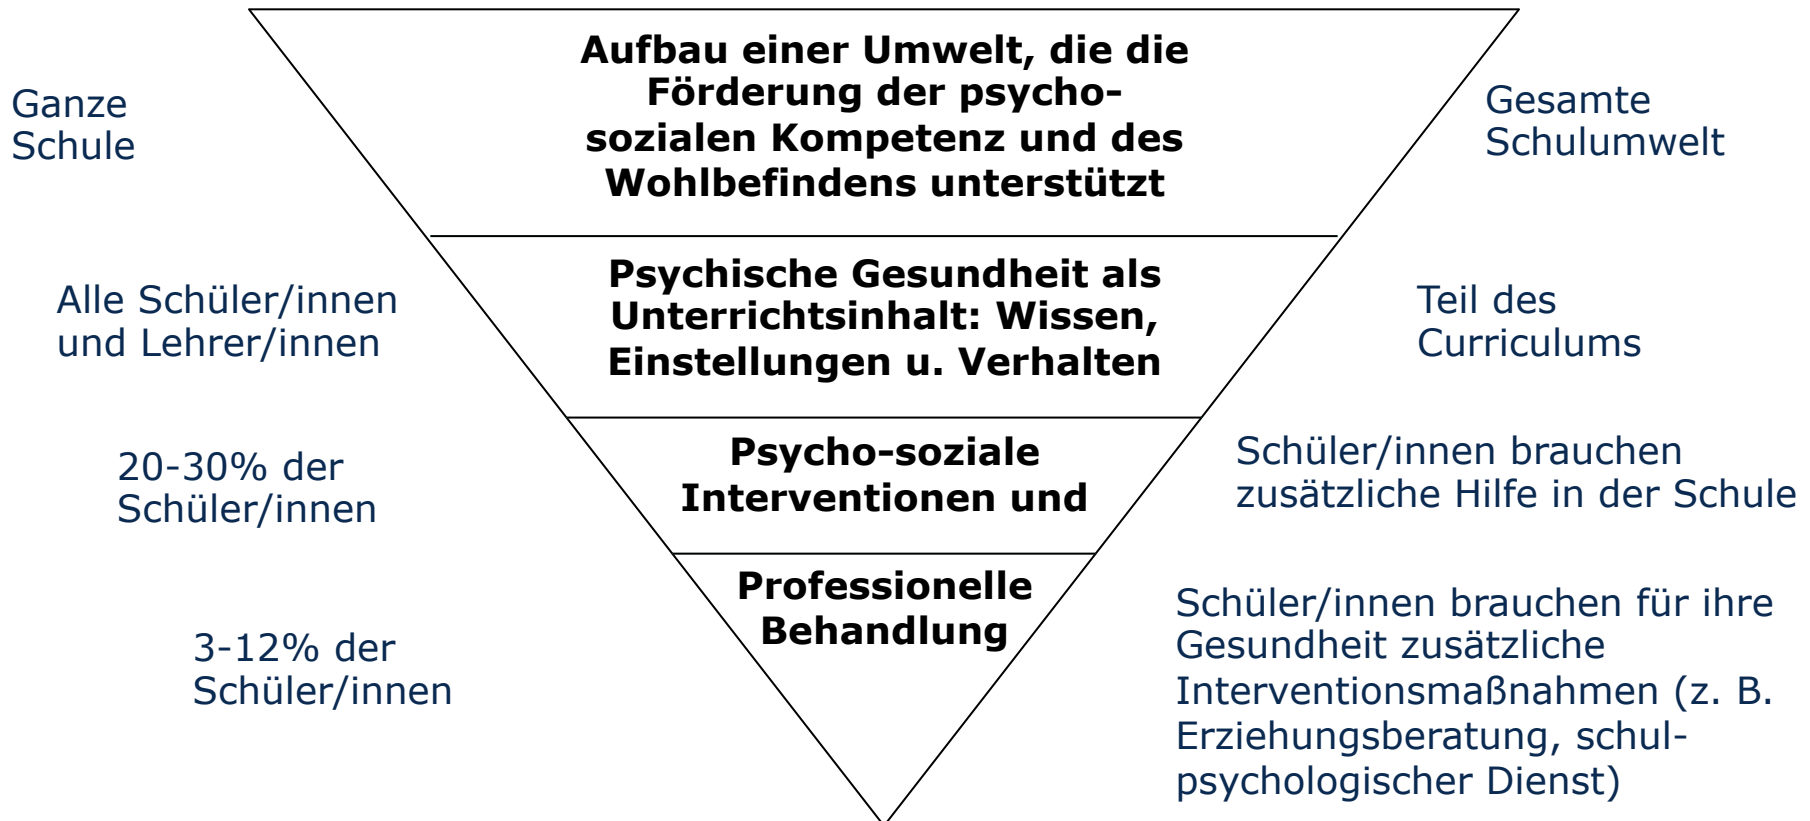 Aufbau einer Umwelt, die die
Förderung der psycho-
sozialen Kompetenz und des
Wohlbefindens unterstützt
Ganze
Schule
Gesamte
Schulumwelt
Psychische Gesundheit als
Unterrichtsinhalt: Wissen,
Einstellungen u. Verhalten
Alle Schüler/innen
und Lehrer/innen
Teil des
Curriculums
Psycho-soziale
Interventionen und
20-30% der
Schüler/innen
Schüler/innen brauchen
zusätzliche Hilfe in der Schule
Professionelle
Behandlung
3-12% der
Schüler/innen
Schüler/innen brauchen für ihre
Gesundheit zusätzliche
Interventionsmaßnahmen (z. B.
Erziehungsberatung, schul-
psychologischer Dienst)